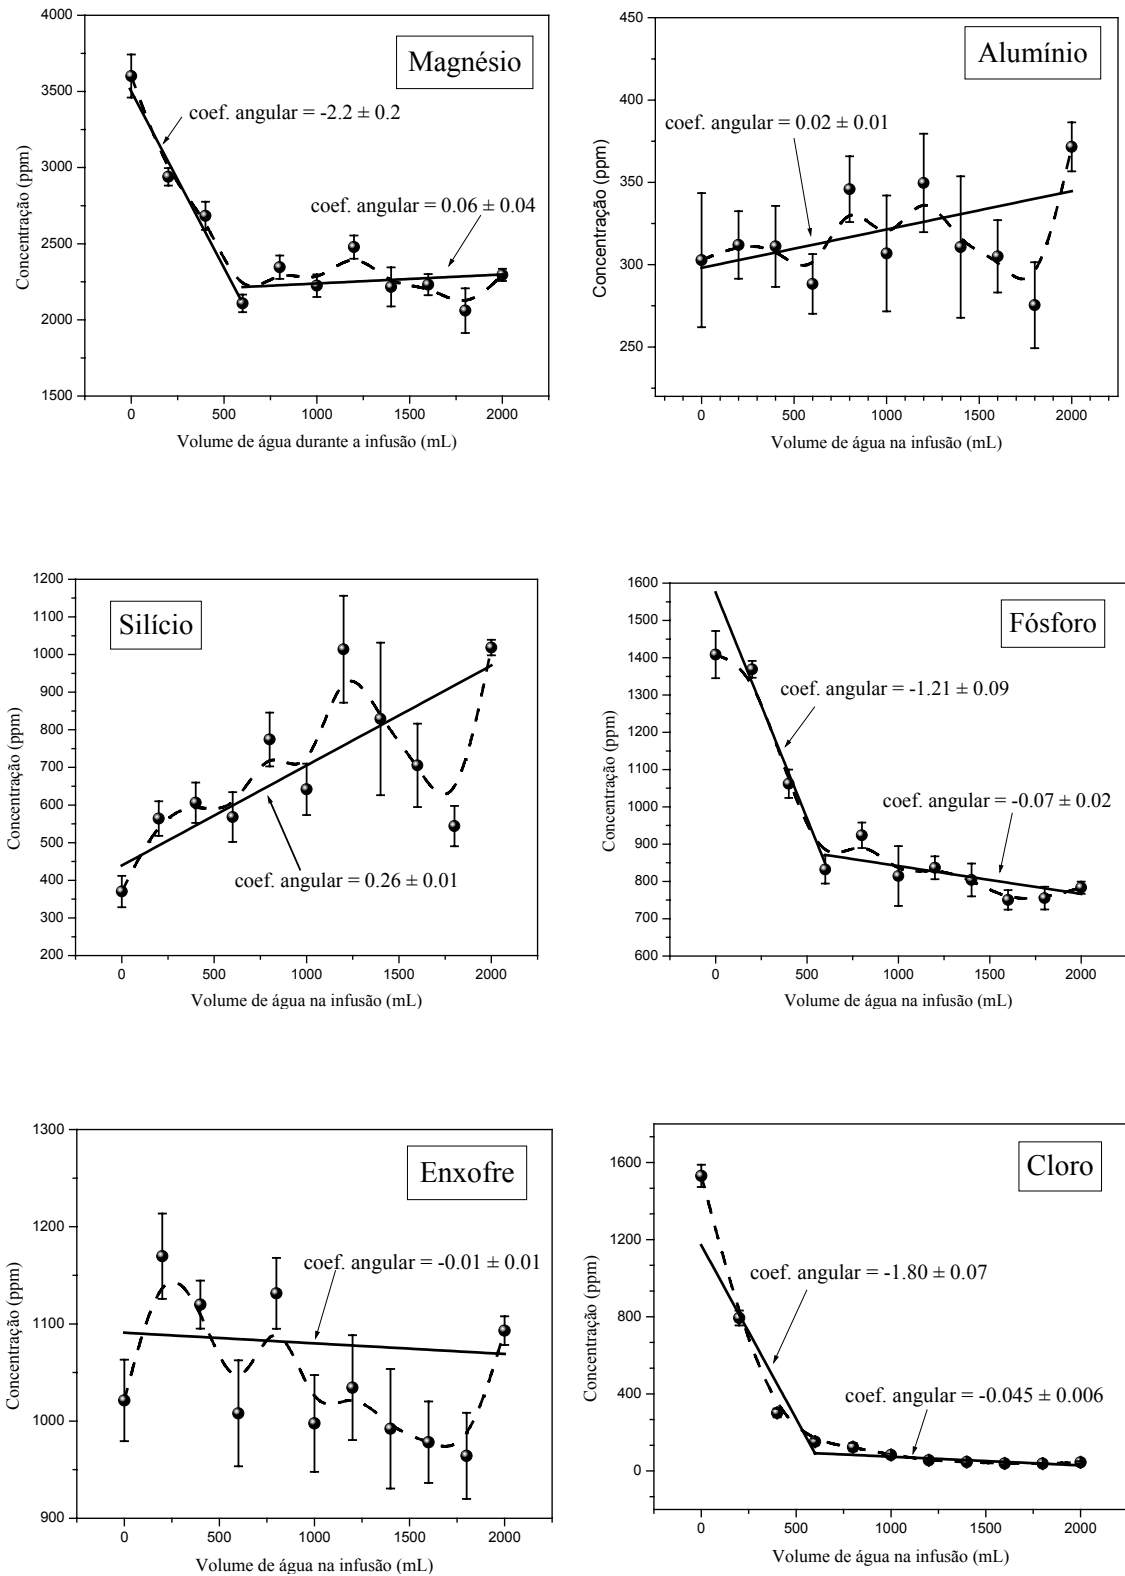 Magnésio
coef. angular = -2.2 ± 0.2
coef. angular = 0.06 ± 0.04
Concentração (ppm)
4000
3500
3000
2500
2000
1500
0 500 1000 1500 2000
Volume de água durante a infusão (mL)
Alumínio
coef. angular = 0.02 ± 0.01
Concentração (ppm)
450
400
350
300
250
0 500 1000 1500 2000
Volume de água na infusão (mL)
Silício
coef. angular = 0.26 ± 0.01
Concentração (ppm)
1200
1100
1000
900
800
700
600
500
400
300
200
0 500 1000 1500 2000
Volume de água na infusão (mL)
Fósforo
coef. angular = -1.21 ± 0.09
coef. angular = -0.07 ± 0.02
Concentração (ppm)
1600
1500
1400
1300
1200
1100
1000
900
800
700
600
0 500 1000 1500 2000
Volume de água na infusão (mL)
Enxofre
coef. angular = -0.01 ± 0.01
Concentração (ppm)
1300
1200
1100
1000
900
0 500 1000 1500 2000
Volume de água na infusão (mL)
Cloro
coef. angular = -1.80 ± 0.07
coef. angular = -0.045 ± 0.006
Concentração (ppm)
1600
1200
800
400
0
0 500 1000 1500 2000
Volume de água na infusão (mL)